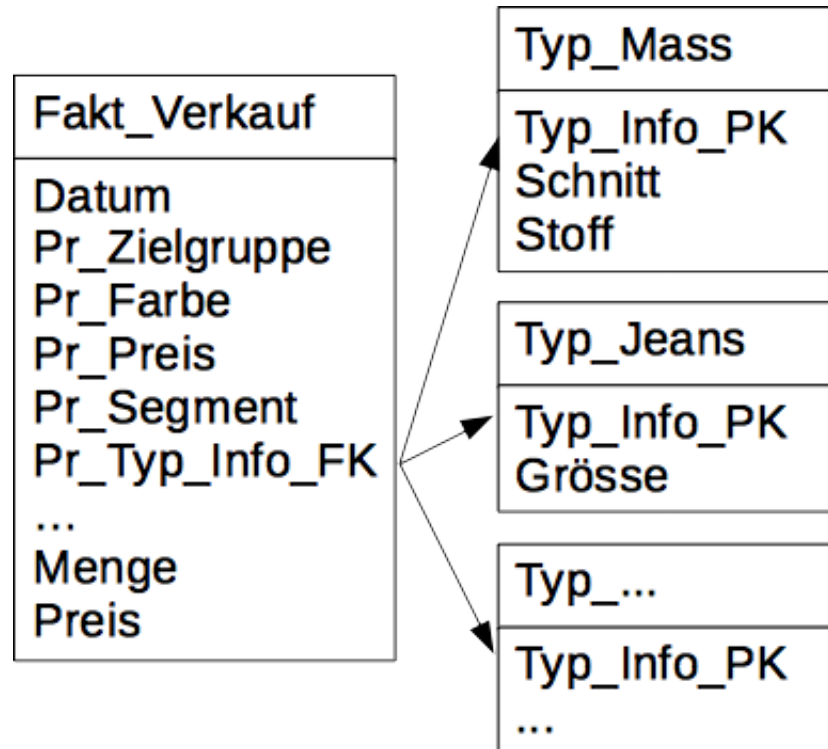 Fakt_Verkauf
Datum
Pr_Zielgruppe
Pr_Farbe
Pr_Preis
Pr_Segment
Pr_Typ_Info_FK
...
Menge
Preis
Typ_Mass
Typ_Info_PK
Schnitt
Stoff
Typ_Jeans
Typ_Info_PK
Grösse
Typ_...
Typ_Info_PK
...